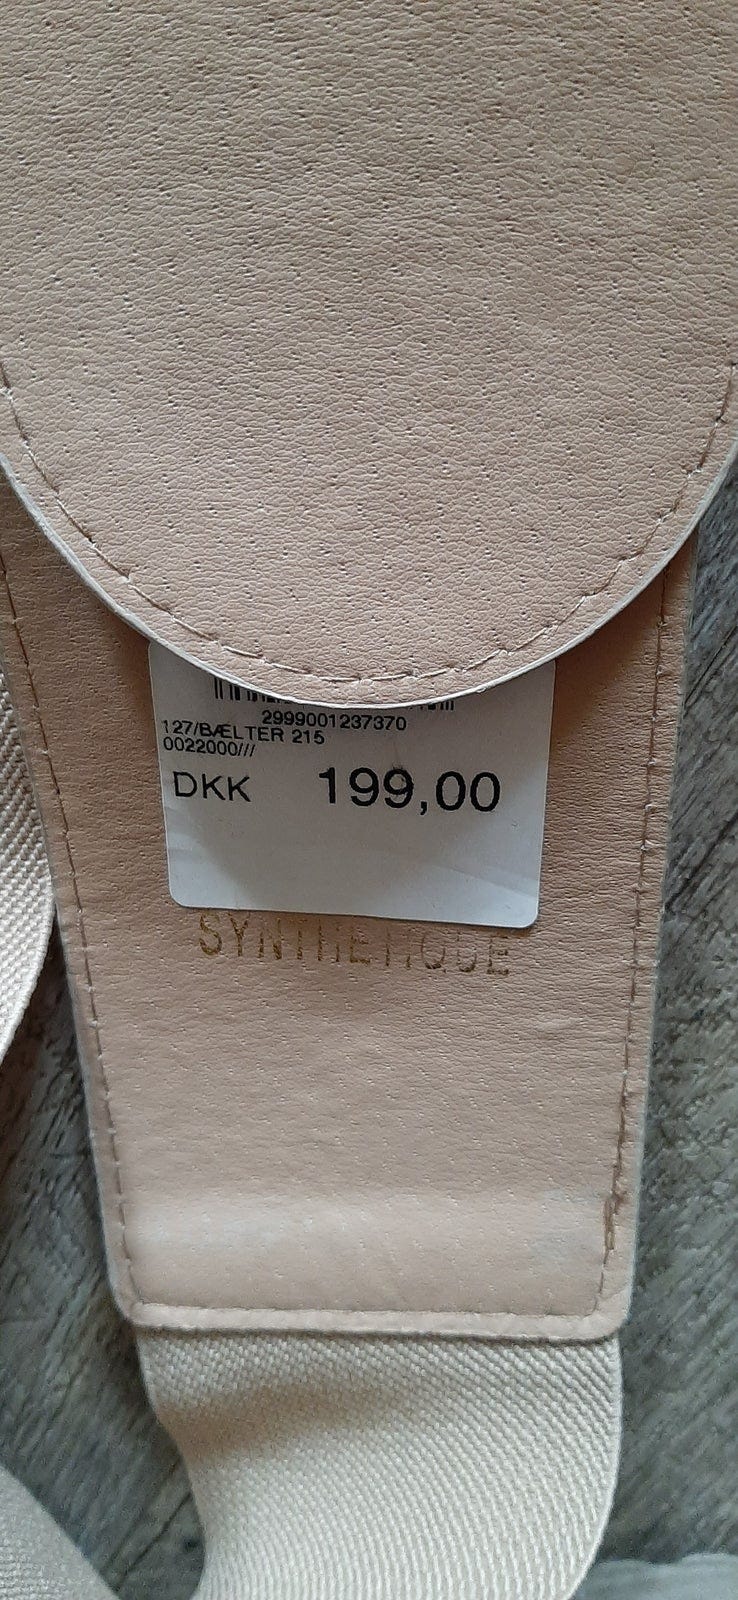 2999001237370
127/BÆLTER 215
0022000///
DKK 199,00
SYNTHETIQUE